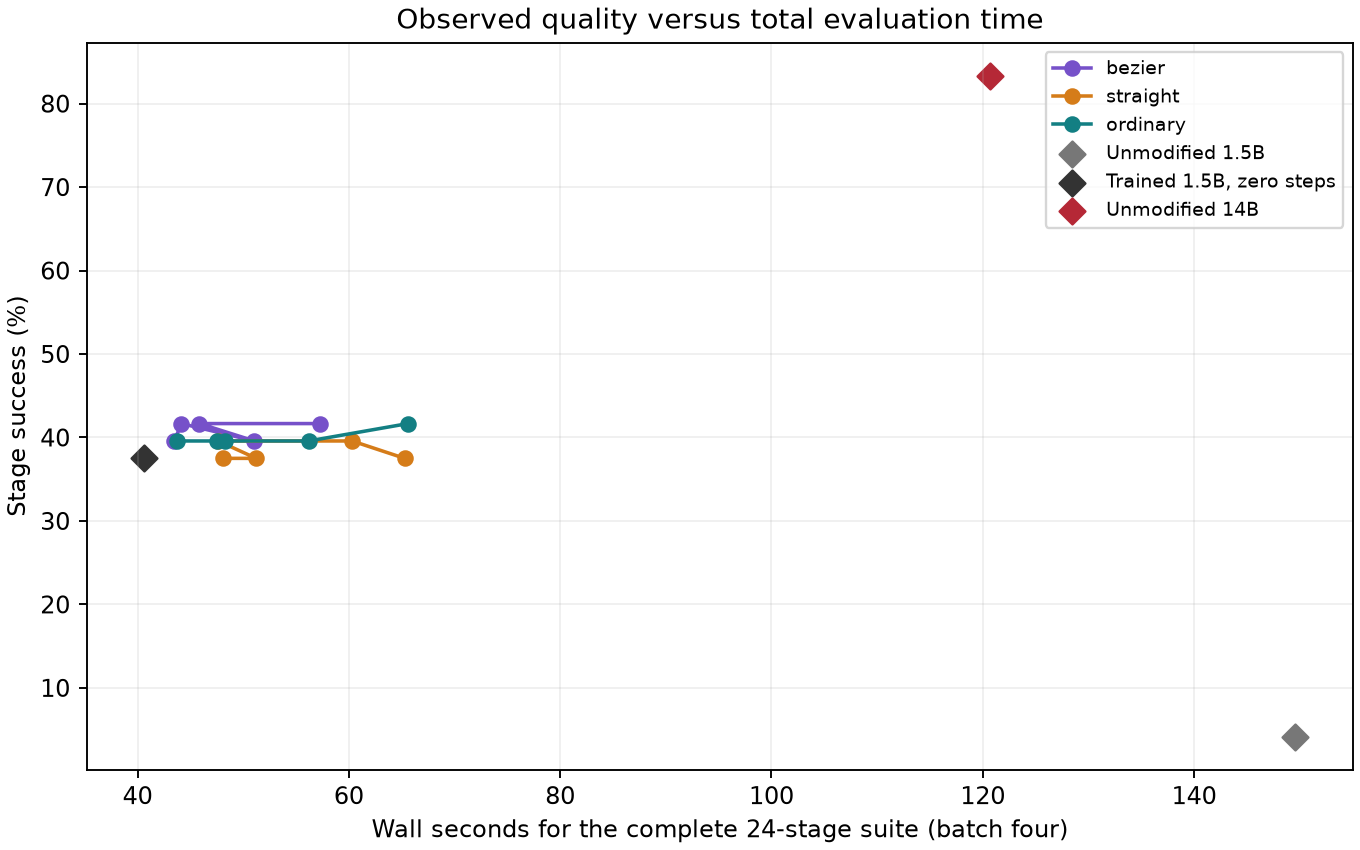 Observed quality versus total evaluation time
bezier
straight
ordinary
Unmodified 1.5B
Trained 1.5B, zero steps
Unmodified 14B
Stage success (%)
80
70
60
50
40
30
20
10
40 60 80 100 120 140
Wall seconds for the complete 24-stage suite (batch four)